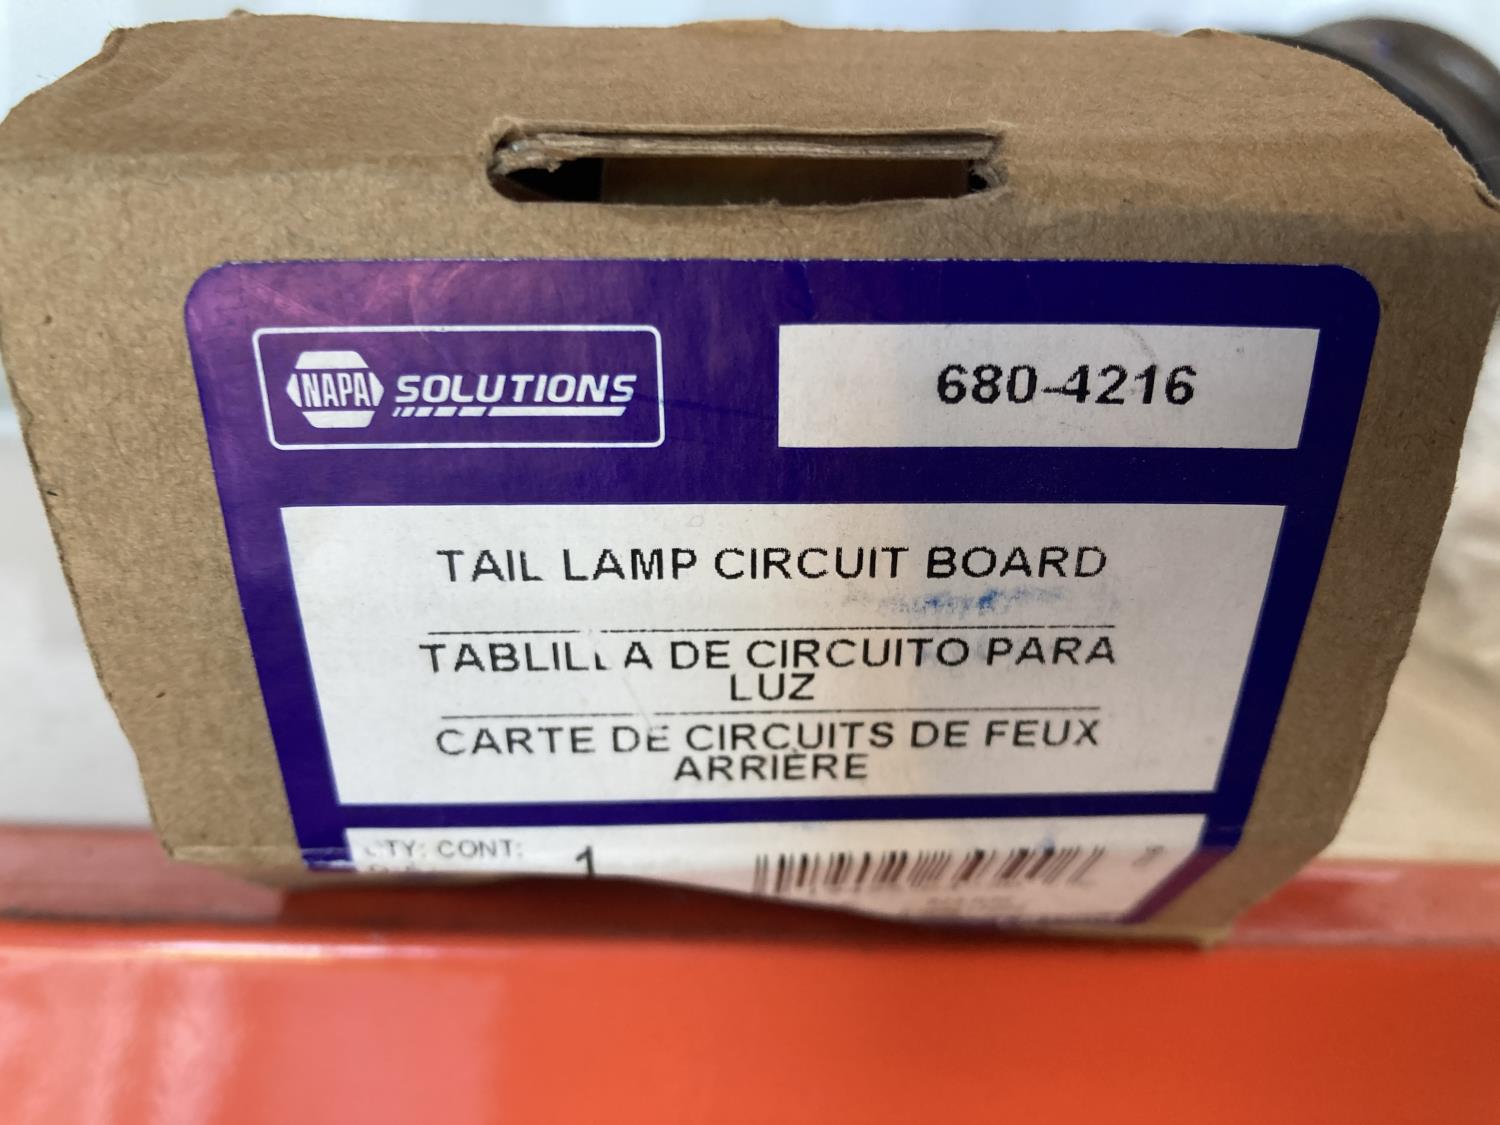 NAPA SOLUTIONS
680-4216
TAIL LAMP CIRCUIT BOARD
TABLILLA DE CIRCUITO PARA
LUZ
CARTE DE CIRCUITS DE FEUX
ARRIÈRE
QTY: CONT: 1